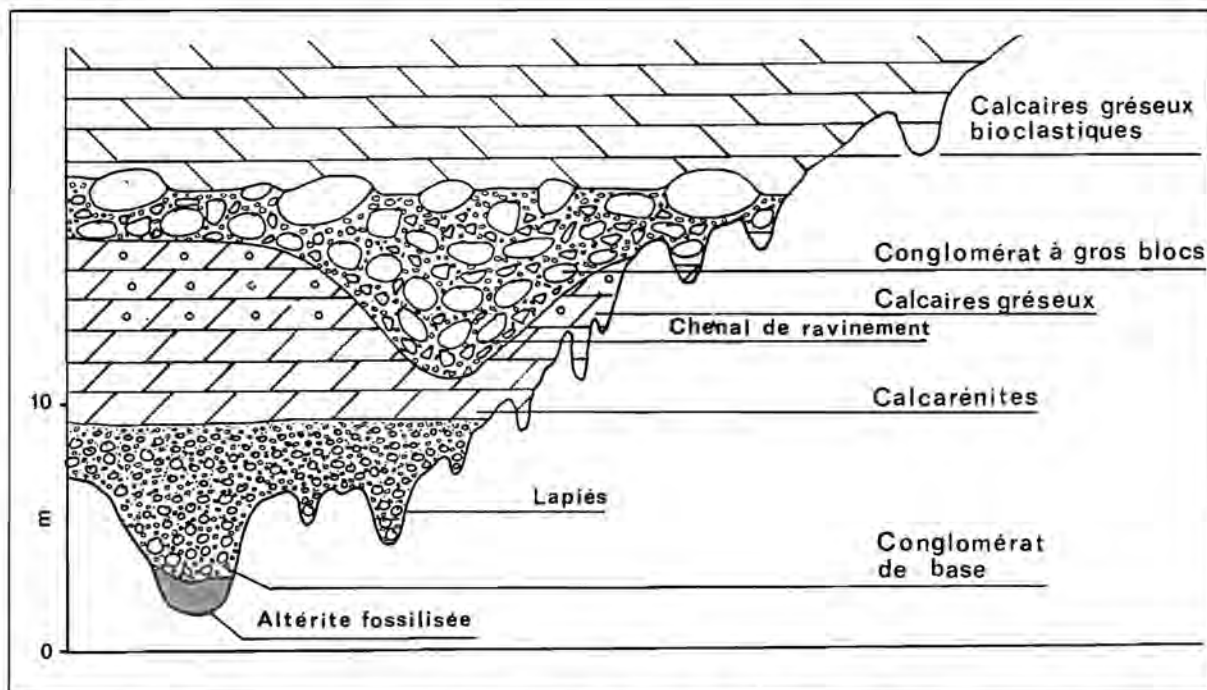 Calcaires gréseux
bioclastiques
Conglomérat à gros blocs
Calcaires gréseux
Chenal de ravinement
10
Calcarénites
Lapiés
m
Conglomérat
de base
Altérite fossilisée
0